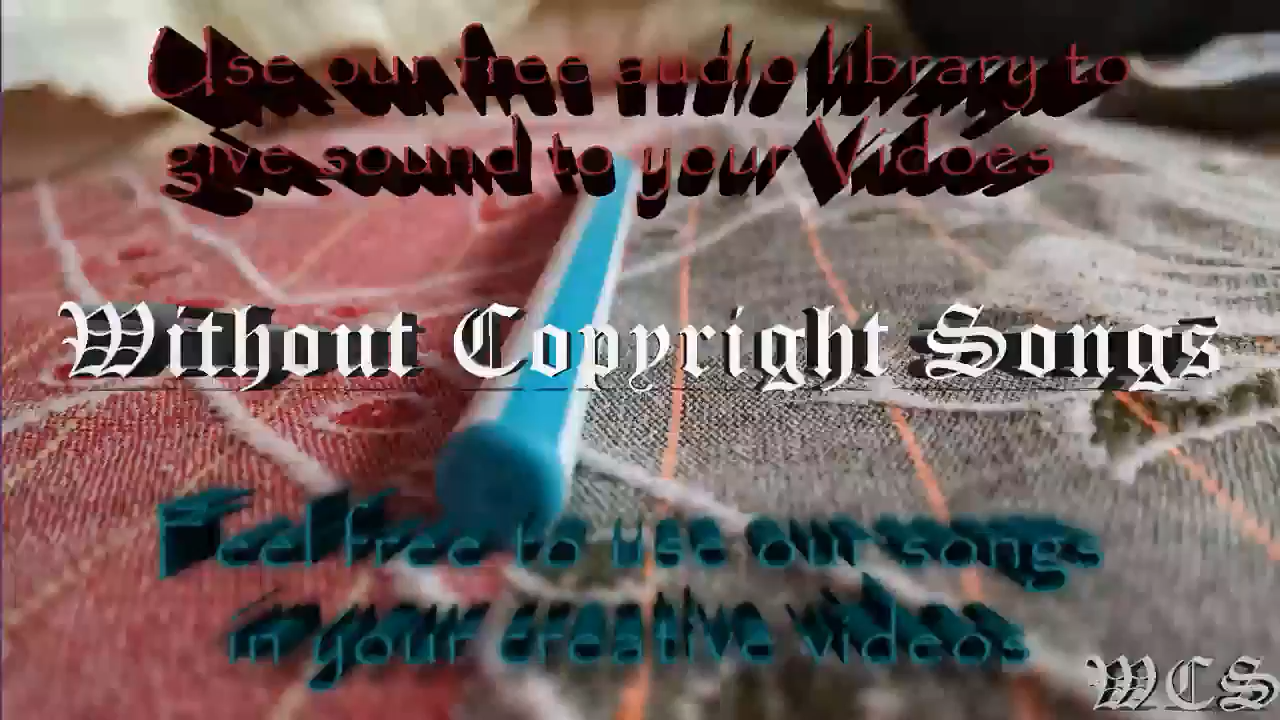 Use our free audio library to
give sound to your Vidoes
Without Copyright Songs
Feel free to use our songs
in your creative videos
WCS